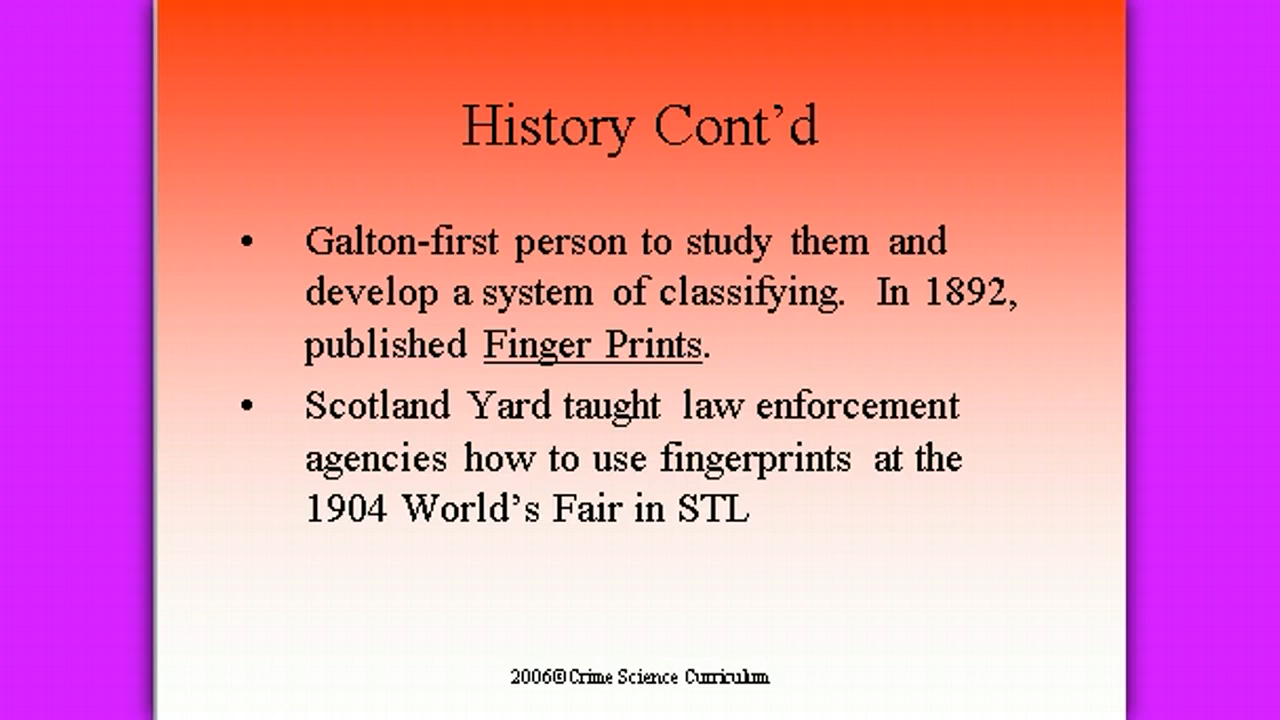 History Cont’d
• Galton-first person to study them and
develop a system of classifying. In 1892,
published Finger Prints.
• Scotland Yard taught law enforcement
agencies how to use fingerprints at the
1904 World’s Fair in STL
2006©Crime Science Curriculum